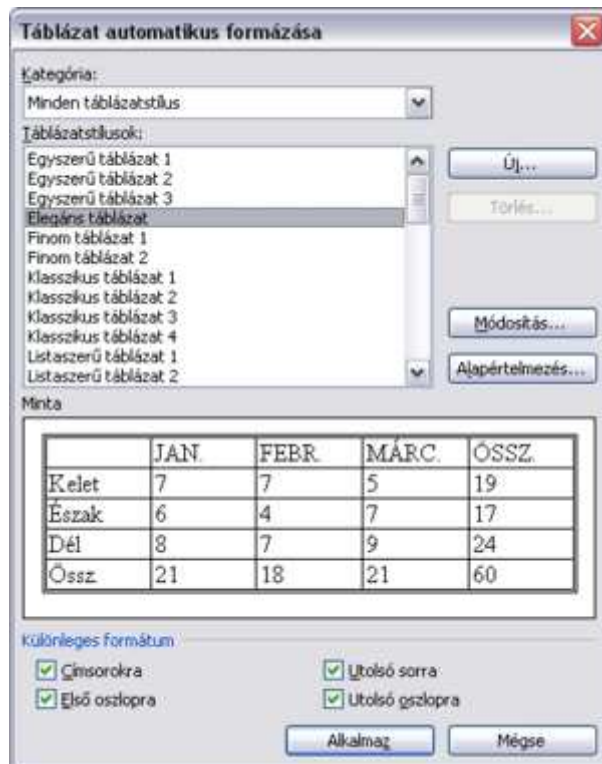 Táblázat automatikus formázása
Kategória:
Minden táblázatstílus
Táblázatstílusok:
Egyszerű táblázat 1
Egyszerű táblázat 2
Egyszerű táblázat 3
Elegáns táblázat
Finom táblázat 1
Finom táblázat 2
Klasszikus táblázat 1
Klasszikus táblázat 2
Klasszikus táblázat 3
Klasszikus táblázat 4
Listaszerű táblázat 1
Listaszerű táblázat 2
Új...
Törlés...
Módosítás...
Alapértelmezés...
Minta
JAN. FEBR. MÁRC. ÖSSZ.
Kelet 7 7 5 19
Észak 6 4 7 17
Dél 8 7 9 24
Össz. 21 18 21 60
Különleges formátum
Címsorokra Utolsó sorra
Első oszlopra Utolsó oszlopra
Alkalmaz Mégse